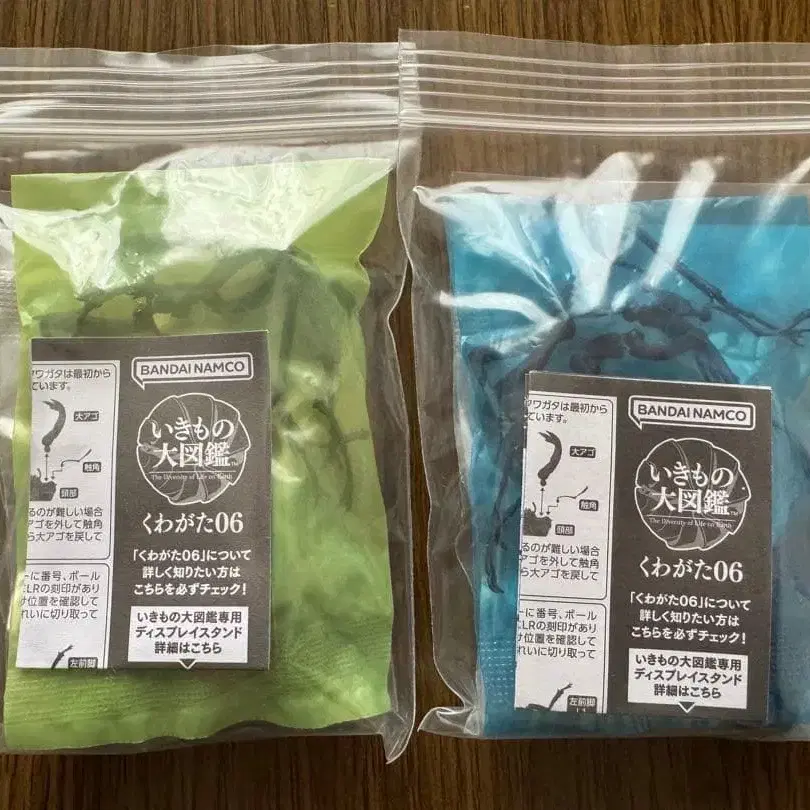 ワガタは最初から
ています。
大アゴ
触角
頭部
るのが難しい場合
アゴを外して触角
ら大アゴを戻して
ーに番号、ボール
CLRの刻印があり
け位置を確認して
れいに切り取って
左前脚
BANDAI NAMCO
いきもの
大図鑑™
The Diversity of Life on Earth
くわがた06
「くわがた06」について
詳しく知りたい方は
こちらを必ずチェック!
いきもの大図鑑専用
ディスプレイスタンド
詳細はこちら
ワガタは最初から
ています。
大アゴ
触角
頭部
るのが難しい場合
アゴを外して触角
ら大アゴを戻して
ーに番号、ボール
CLRの刻印があり
け位置を確認して
れいに切り取って
左前脚
L1
BANDAI NAMCO
いきもの
大図鑑™
The Diversity of Life on Earth
くわがた06
「くわがた06」について
詳しく知りたい方は
こちらを必ずチェック!
いきもの大図鑑専用
ディスプレイスタンド
詳細はこちら